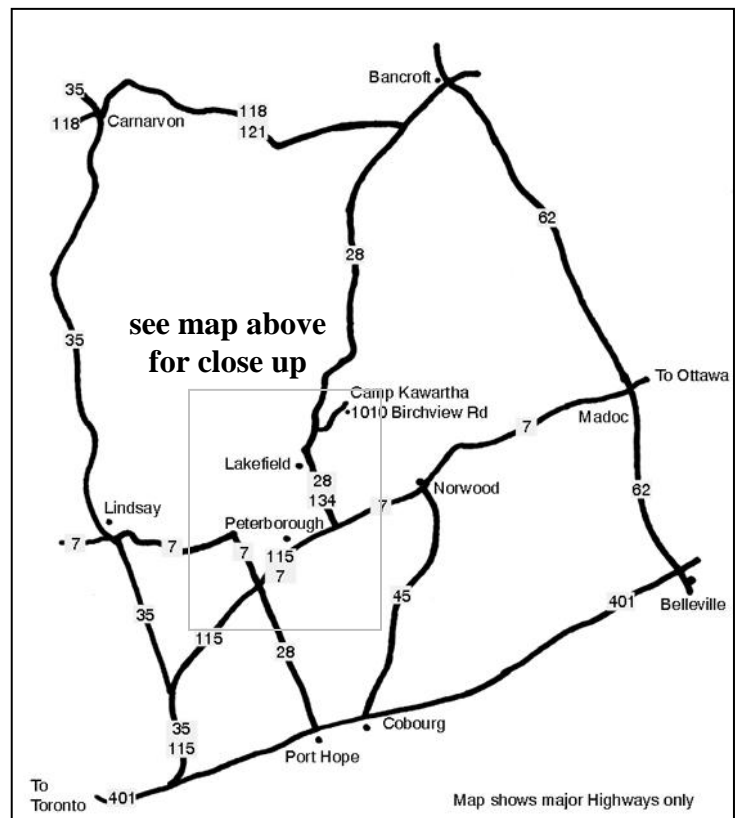 Bancroft
35
118
Carnarvon
118
121
62
28
see map above
for close up
35
To Ottawa
Camp Kawartha
1010 Birchview Rd
Madoc
7
Lakefield
28
134
7
Norwood
62
Lindsay
Peterborough
7
7
7
115
7
45
401
Belleville
35
115
28
35
115
Cobourg
Port Hope
To
Toronto
401
Map shows major Highways only